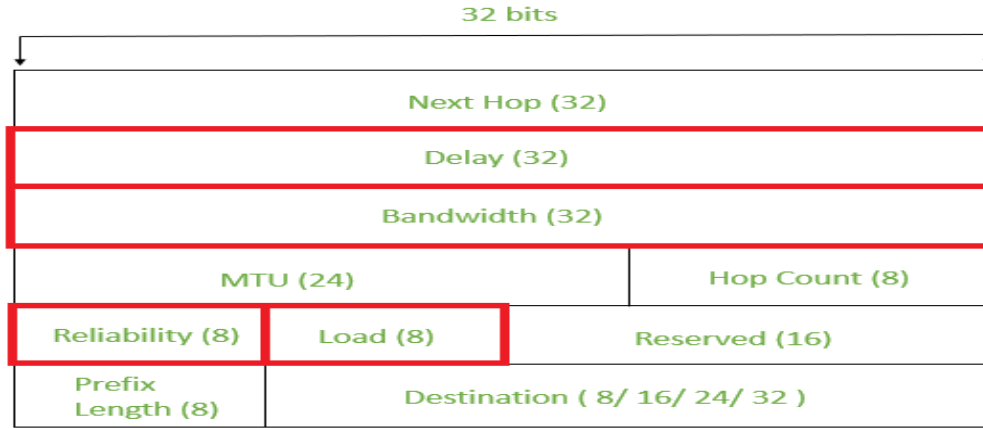 32 bits
Next Hop (32)
Delay (32)
Bandwidth (32)
MTU (24)
Hop Count (8)
Reliability (8)
Load (8)
Reserved (16)
Prefix
Length (8)
Destination ( 8/ 16/ 24/ 32 )